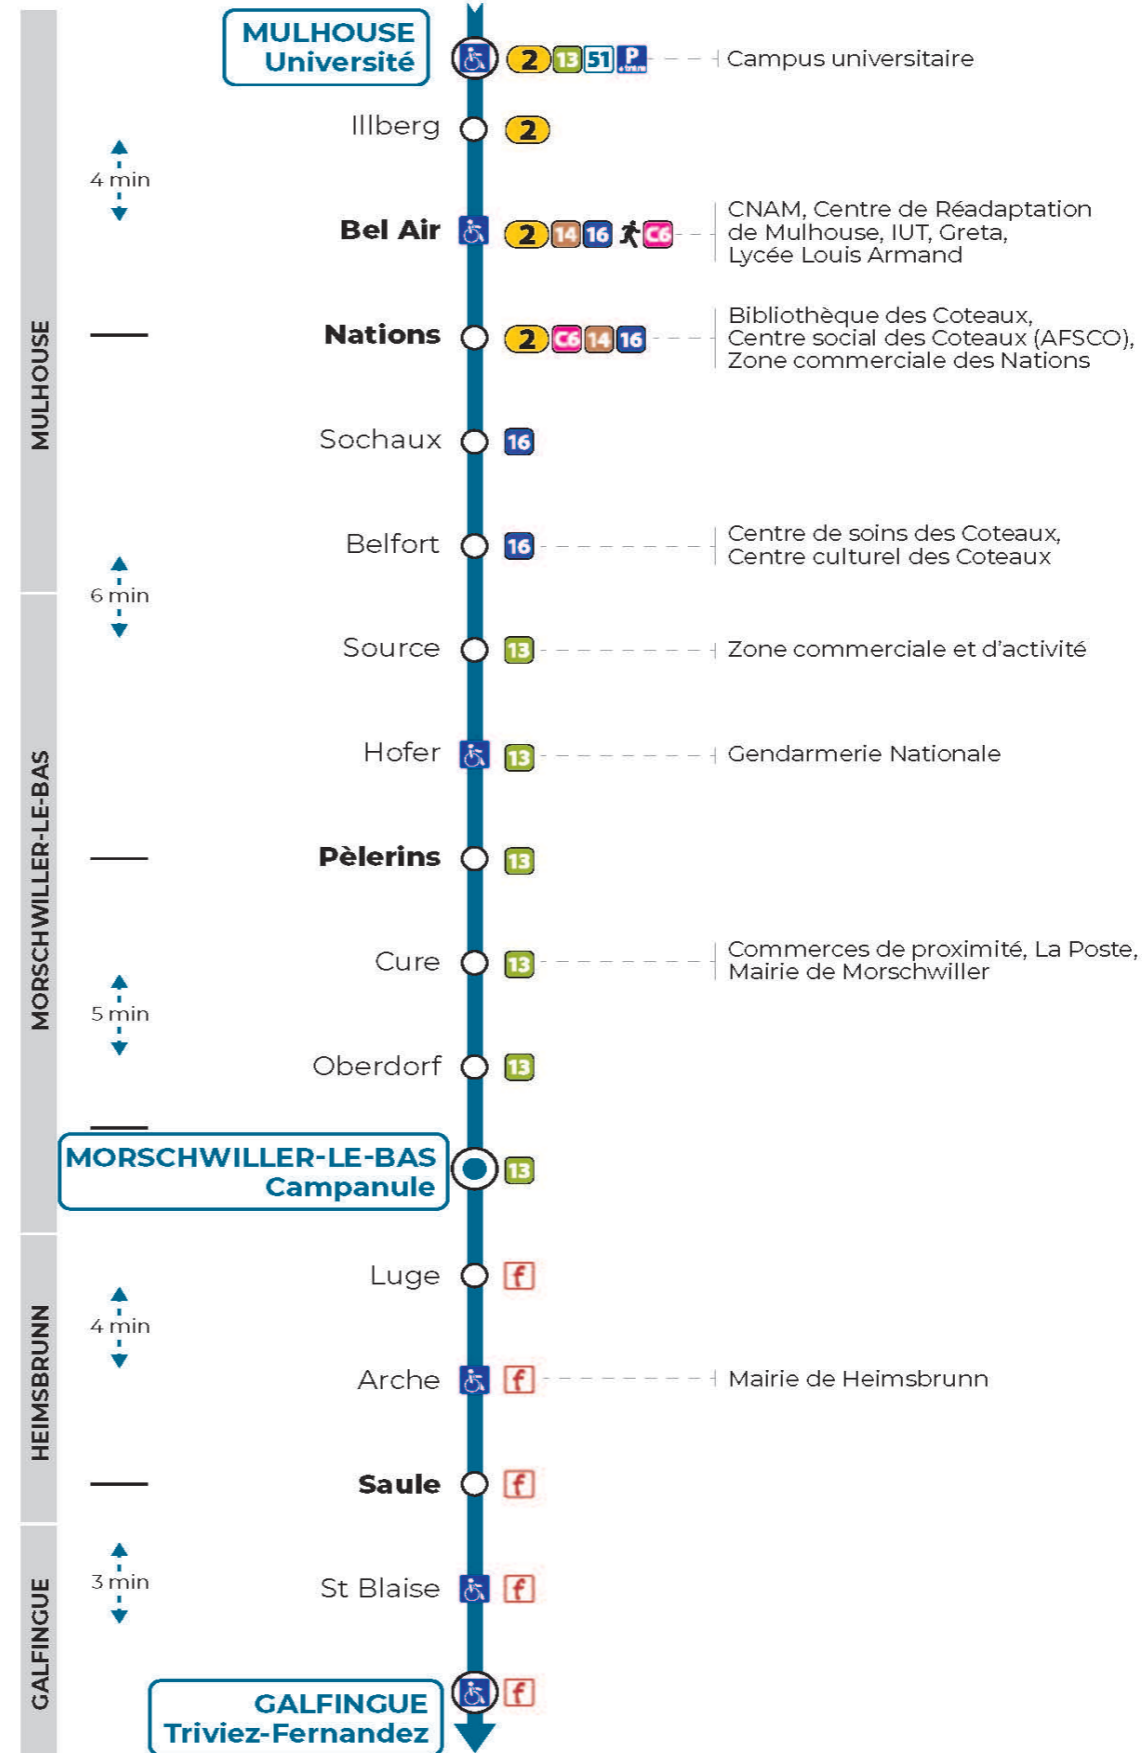 MULHOUSE
Université
2 13 51 P
+tram
Campus universitaire
Illberg
2
4 min
Bel Air
2 14 16 C6
CNAM, Centre de Réadaptation
de Mulhouse, IUT, Greta,
Lycée Louis Armand
MULHOUSE
Nations
2 C6 14 16
Bibliothèque des Coteaux,
Centre social des Coteaux (AFSCO),
Zone commerciale des Nations
Sochaux
16
Belfort
16
Centre de soins des Coteaux,
Centre culturel des Coteaux
6 min
Source
13
Zone commerciale et d'activité
Hofer
13
Gendarmerie Nationale
MORSCHWILLER-LE-BAS
Pèlerins
13
Cure
13
Commerces de proximité, La Poste,
Mairie de Morschwiller
5 min
Oberdorf
13
MORSCHWILLER-LE-BAS
Campanule
13
Luge
f
4 min
HEIMSBRUNN
Arche
f
Mairie de Heimsbrunn
Saule
f
3 min
St Blaise
f
GALFINGUE
GALFINGUE
Triviez-Fernandez
f